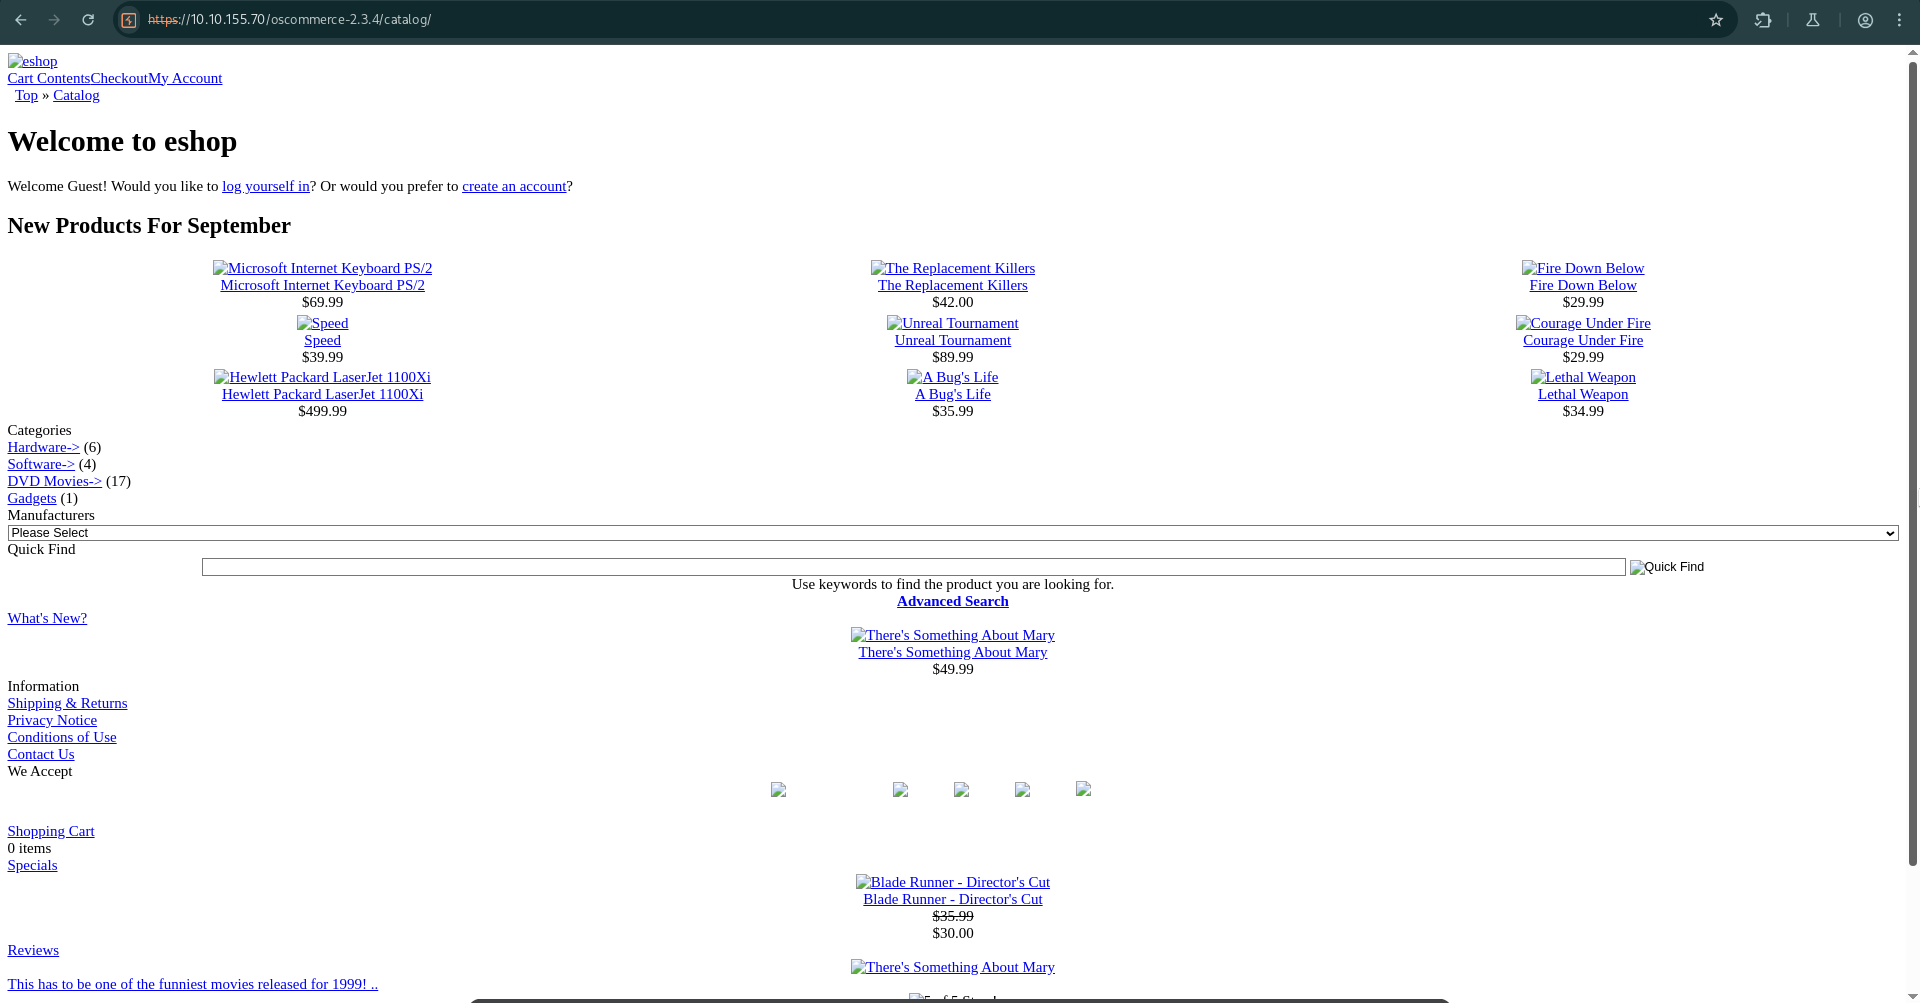 https://10.10.155.70/oscommerce-2.3.4/catalog/
eshop
Cart ContentsCheckoutMy Account
Top » Catalog
Welcome to eshop
Welcome Guest! Would you like to log yourself in? Or would you prefer to create an account?
New Products For September
Microsoft Internet Keyboard PS/2 The Replacement Killers Fire Down Below
Microsoft Internet Keyboard PS/2 The Replacement Killers Fire Down Below
$69.99 $42.00 $29.99
Speed Unreal Tournament Courage Under Fire
Speed Unreal Tournament Courage Under Fire
$39.99 $89.99 $29.99
Hewlett Packard LaserJet 1100Xi A Bug's Life Lethal Weapon
Hewlett Packard LaserJet 1100Xi A Bug's Life Lethal Weapon
$499.99 $35.99 $34.99
Categories
Hardware-> (6)
Software-> (4)
DVD Movies-> (17)
Gadgets (1)
Manufacturers
Please Select
Quick Find
Quick Find
Use keywords to find the product you are looking for.
Advanced Search
What's New?
There's Something About Mary
There's Something About Mary
$49.99
Information
Shipping & Returns
Privacy Notice
Conditions of Use
Contact Us
We Accept
Shopping Cart
0 items
Specials
Blade Runner - Director's Cut
Blade Runner - Director's Cut
$35.99
$30.00
Reviews
There's Something About Mary
This has to be one of the funniest movies released for 1999! ..